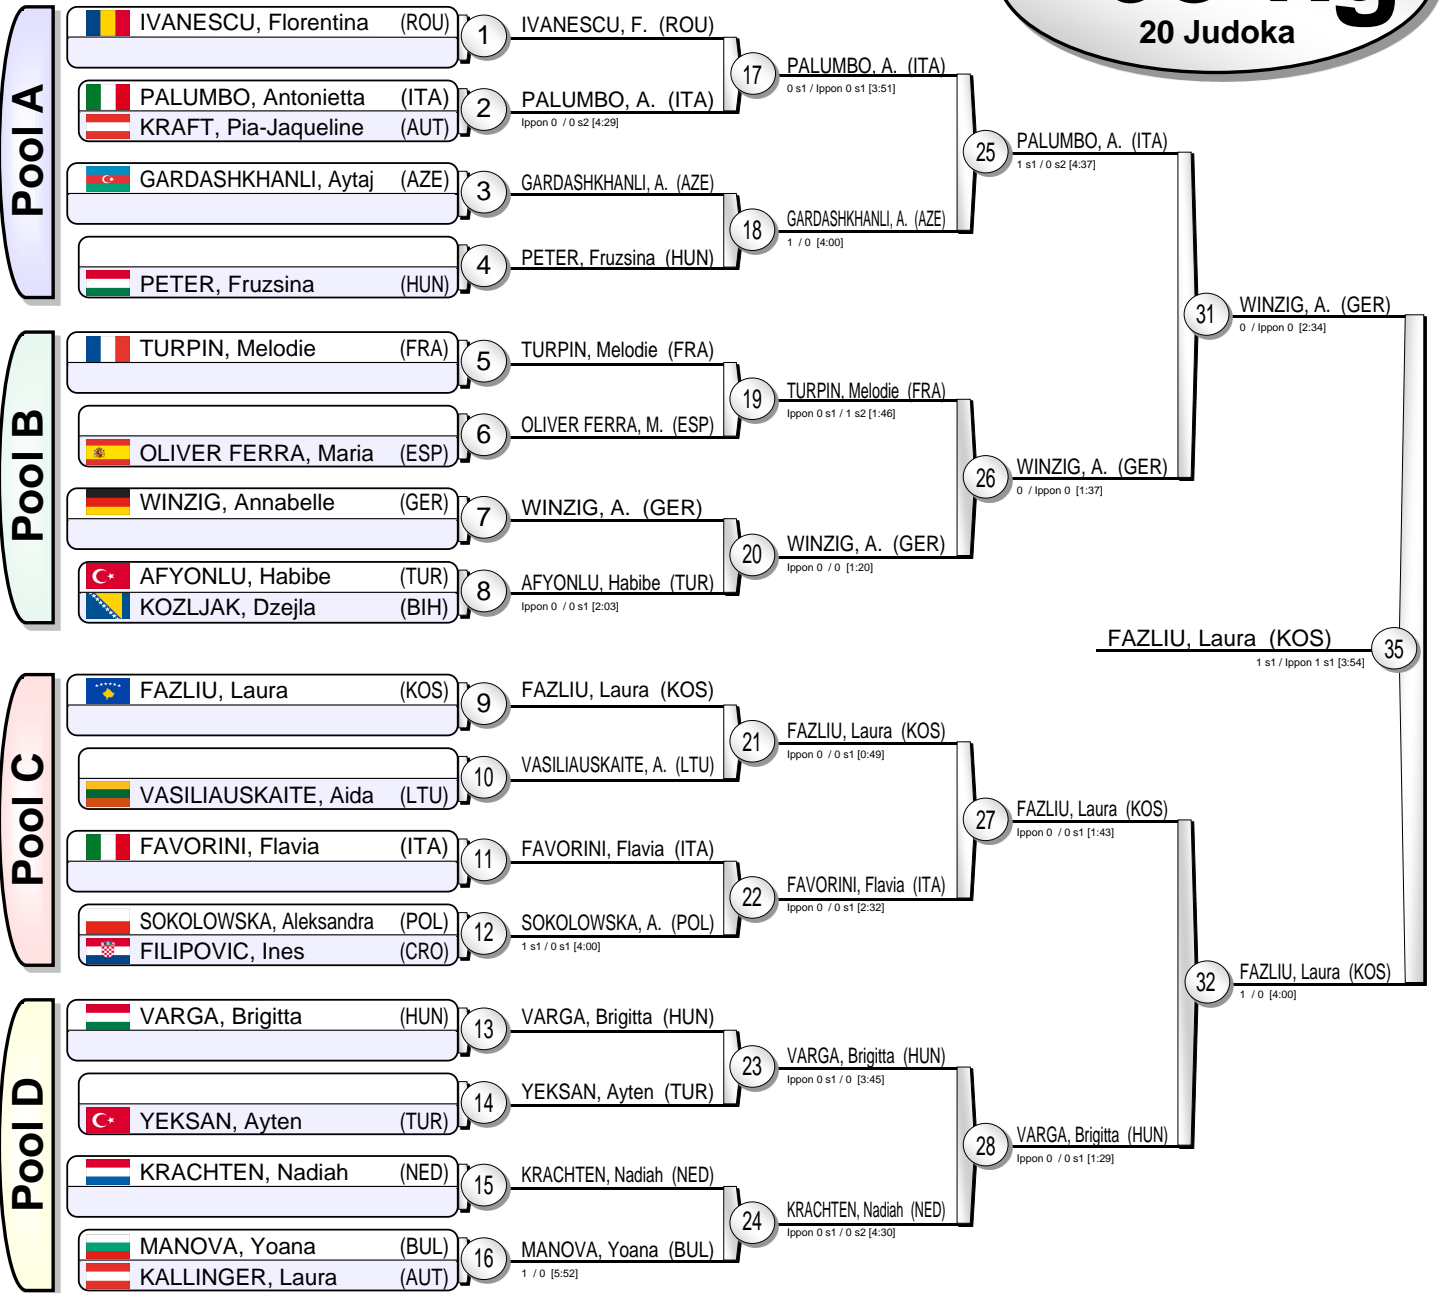 20 Judoka
Pool A
IVANESCU, Florentina (ROU)
1
IVANESCU, F. (ROU)
PALUMBO, Antonietta (ITA)
KRAFT, Pia-Jaqueline (AUT)
2
PALUMBO, A. (ITA)
Ippon 0 / 0 s2 [4:29]
17
PALUMBO, A. (ITA)
0 s1 / Ippon 0 s1 [3:51]
GARDASHKHANLI, Aytaj (AZE)
3
GARDASHKHANLI, A. (AZE)
PETER, Fruzsina (HUN)
4
PETER, Fruzsina (HUN)
18
GARDASHKHANLI, A. (AZE)
1 / 0 [4:00]
25
PALUMBO, A. (ITA)
1 s1 / 0 s2 [4:37]
Pool B
TURPIN, Melodie (FRA)
5
TURPIN, Melodie (FRA)
OLIVER FERRA, Maria (ESP)
6
OLIVER FERRA, M. (ESP)
19
TURPIN, Melodie (FRA)
Ippon 0 s1 / 1 s2 [1:46]
WINZIG, Annabelle (GER)
7
WINZIG, A. (GER)
AFYONLU, Habibe (TUR)
KOZLJAK, Dzejla (BIH)
8
AFYONLU, Habibe (TUR)
Ippon 0 / 0 s1 [2:03]
20
WINZIG, A. (GER)
Ippon 0 / 0 [1:20]
26
WINZIG, A. (GER)
0 / Ippon 0 [1:37]
31
WINZIG, A. (GER)
0 / Ippon 0 [2:34]
FAZLIU, Laura (KOS)
1 s1 / Ippon 1 s1 [3:54]
35
Pool C
FAZLIU, Laura (KOS)
9
FAZLIU, Laura (KOS)
VASILIAUSKAITE, Aida (LTU)
10
VASILIAUSKAITE, A. (LTU)
21
FAZLIU, Laura (KOS)
Ippon 0 / 0 s1 [0:49]
FAVORINI, Flavia (ITA)
11
FAVORINI, Flavia (ITA)
SOKOLOWSKA, Aleksandra (POL)
FILIPOVIC, Ines (CRO)
12
SOKOLOWSKA, A. (POL)
1 s1 / 0 s1 [4:00]
22
FAVORINI, Flavia (ITA)
Ippon 0 / 0 s1 [2:32]
27
FAZLIU, Laura (KOS)
Ippon 0 / 0 s1 [1:43]
Pool D
VARGA, Brigitta (HUN)
13
VARGA, Brigitta (HUN)
YEKSAN, Ayten (TUR)
14
YEKSAN, Ayten (TUR)
23
VARGA, Brigitta (HUN)
Ippon 0 s1 / 0 [3:45]
KRACHTEN, Nadiah (NED)
15
KRACHTEN, Nadiah (NED)
MANOVA, Yoana (BUL)
KALLINGER, Laura (AUT)
16
MANOVA, Yoana (BUL)
1 / 0 [5:52]
24
KRACHTEN, Nadiah (NED)
Ippon 0 s1 / 0 s2 [4:30]
28
VARGA, Brigitta (HUN)
Ippon 0 / 0 s1 [1:29]
32
FAZLIU, Laura (KOS)
1 / 0 [4:00]